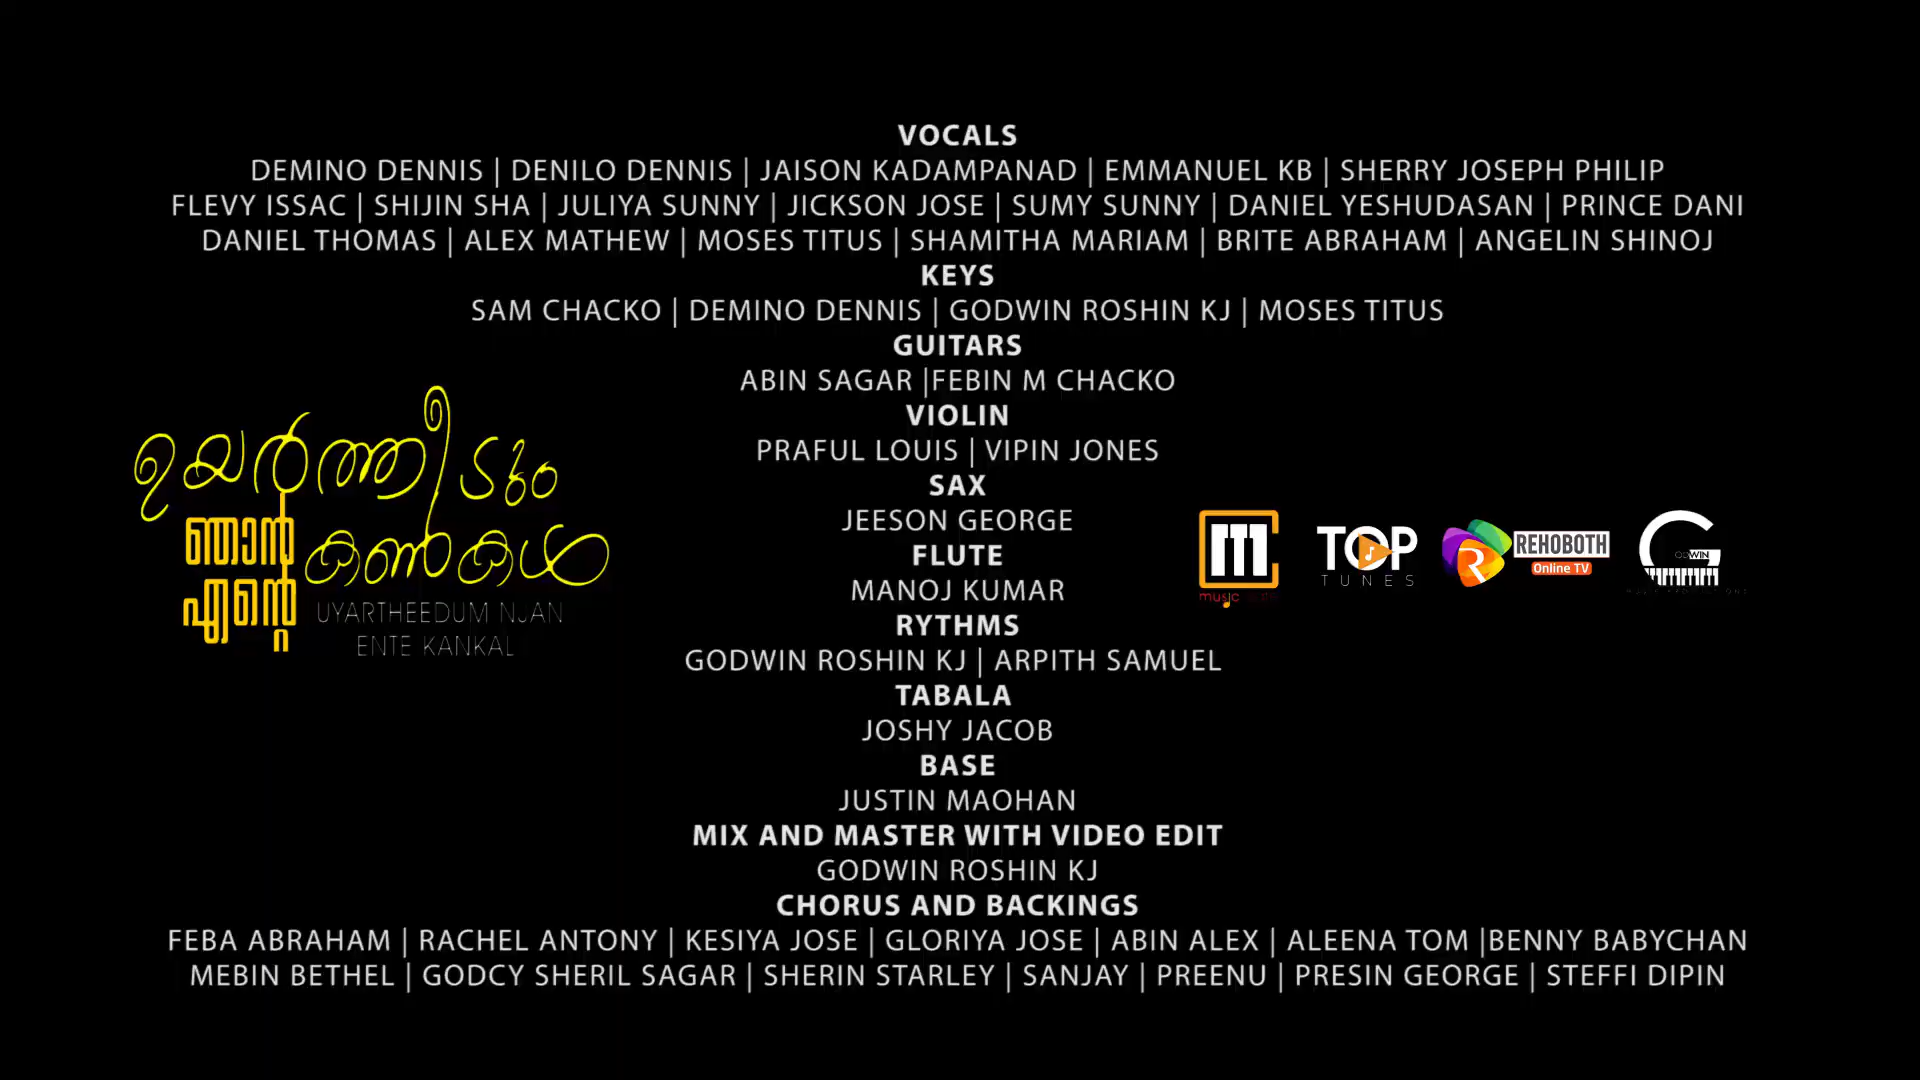 VOCALS
DEMINO DENNIS | DENILO DENNIS | JAISON KADAMPANAD | EMMANUEL KB | SHERRY JOSEPH PHILIP
FLEVY ISSAC | SHIJIN SHA | JULIYA SUNNY | JICKSON JOSE | SUMY SUNNY | DANIEL YESHUDASAN | PRINCE DANI
DANIEL THOMAS | ALEX MATHEW | MOSES TITUS | SHAMITHA MARIAM | BRITE ABRAHAM | ANGELIN SHINOJ
KEYS
SAM CHACKO | DEMINO DENNIS | GODWIN ROSHIN KJ | MOSES TITUS
GUITARS
ABIN SAGAR |FEBIN M CHACKO
VIOLIN
PRAFUL LOUIS | VIPIN JONES
SAX
JEESON GEORGE
FLUTE
MANOJ KUMAR
RYTHMS
GODWIN ROSHIN KJ | ARPITH SAMUEL
TABALA
JOSHY JACOB
BASE
JUSTIN MAOHAN
MIX AND MASTER WITH VIDEO EDIT
GODWIN ROSHIN KJ
CHORUS AND BACKINGS
FEBA ABRAHAM | RACHEL ANTONY | KESIYA JOSE | GLORIYA JOSE | ABIN ALEX | ALEENA TOM |BENNY BABYCHAN
MEBIN BETHEL | GODCY SHERIL SAGAR | SHERIN STARLEY | SANJAY | PREENU | PRESIN GEORGE | STEFFI DIPIN
ഉയർത്തീടും
ഞാൻ കൺകൾ
എന്റെ
UYARTHEEDUM NJAN
ENTE KANKAL
music
TOP
TUNES
REHOBOTH
Online TV
GODWIN